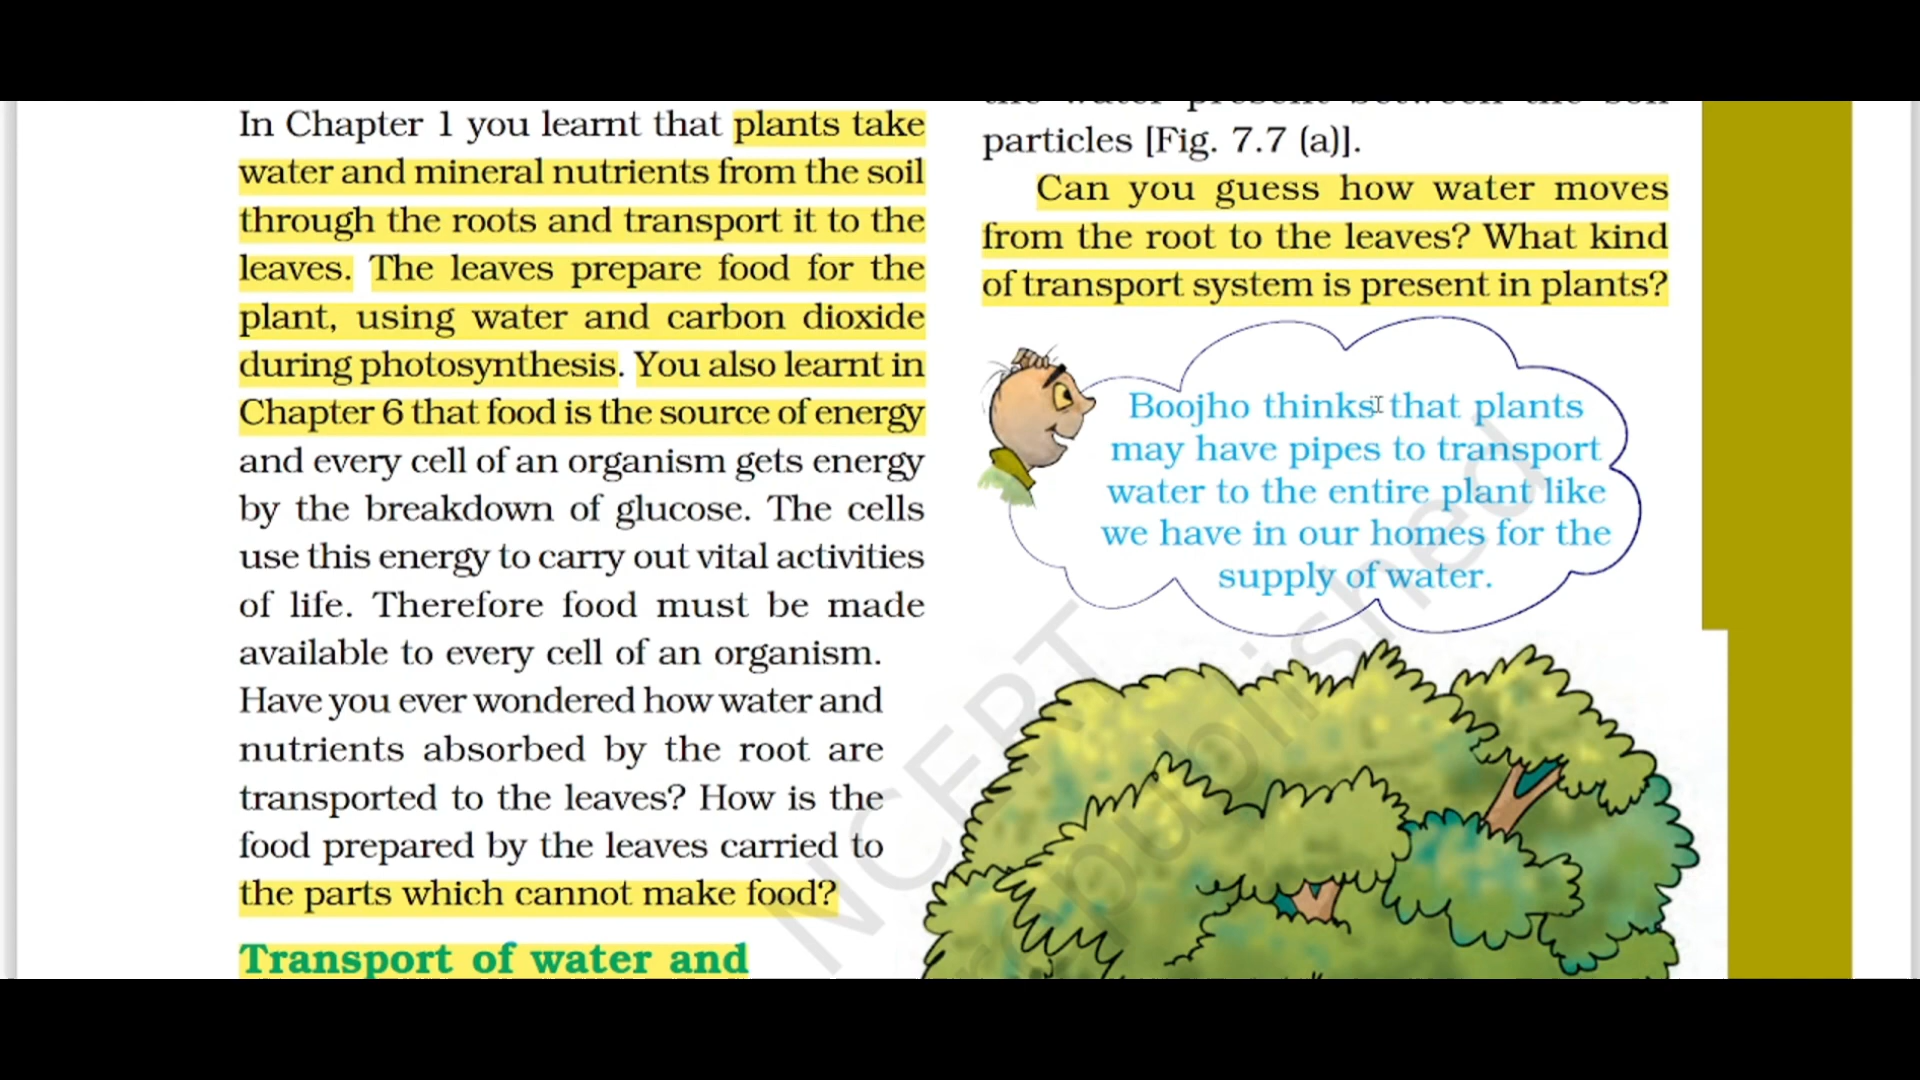 In Chapter 1 you learnt that plants take
water and mineral nutrients from the soil
through the roots and transport it to the
leaves. The leaves prepare food for the
plant, using water and carbon dioxide
during photosynthesis. You also learnt in
Chapter 6 that food is the source of energy
and every cell of an organism gets energy
by the breakdown of glucose. The cells
use this energy to carry out vital activities
of life. Therefore food must be made
available to every cell of an organism.
Have you ever wondered how water and
nutrients absorbed by the root are
transported to the leaves? How is the
food prepared by the leaves carried to
the parts which cannot make food?
Transport of water and
the water present between the soil
particles [Fig. 7.7 (a)].
Can you guess how water moves
from the root to the leaves? What kind
of transport system is present in plants?
Boojho thinks that plants
may have pipes to transport
water to the entire plant like
we have in our homes for the
supply of water.
NCERT
republished